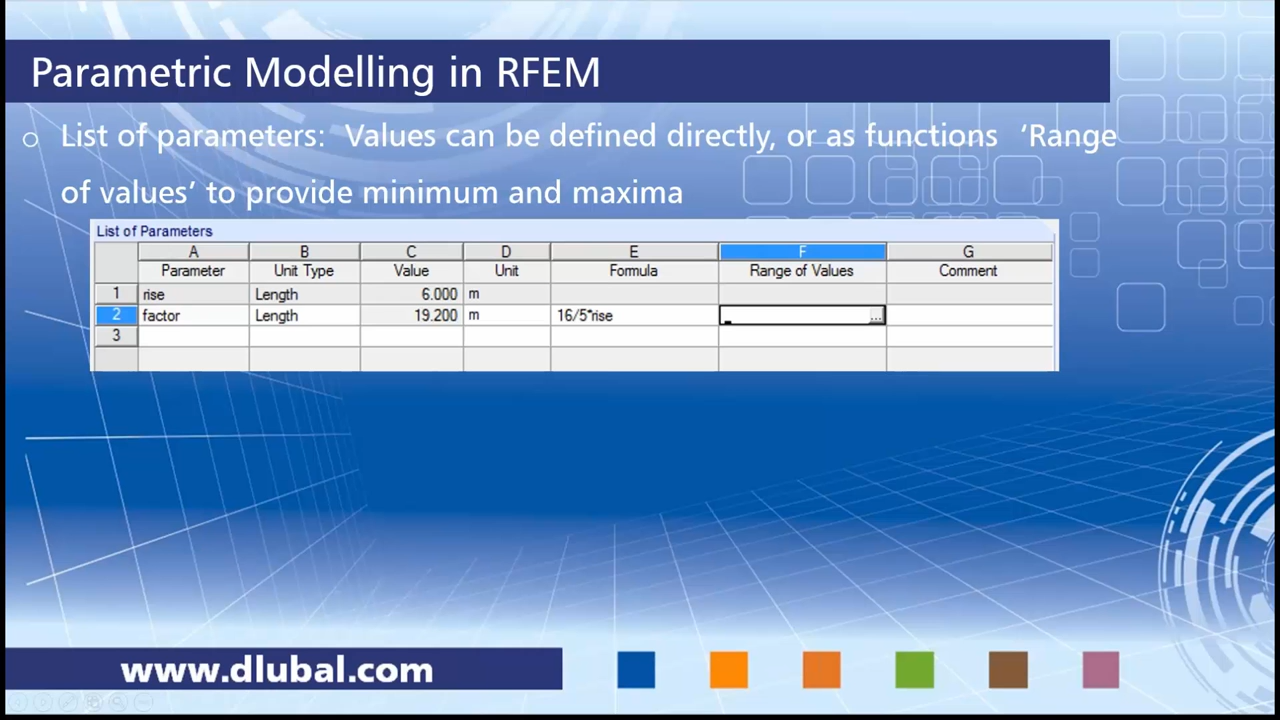 Parametric Modelling in RFEM
○ List of parameters: Values can be defined directly, or as functions ‘Range
of values’ to provide minimum and maxima
List of Parameters
A B C D E F G
Parameter Unit Type Value Unit Formula Range of Values Comment
1 rise Length 6.000 m
2 factor Length 19.200 m 16/5*rise ...
3
www.dlubal.com